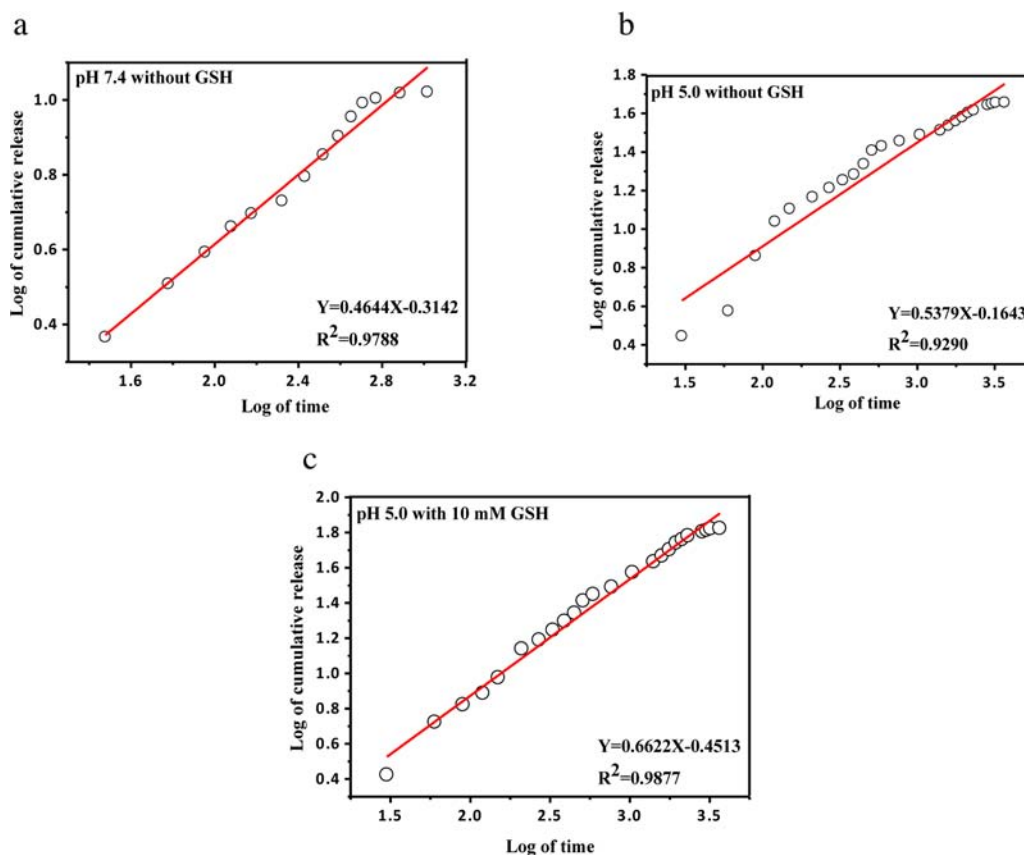 a
pH 7.4 without GSH
1.0
0.8
0.6
0.4
Log of cumulative release
Y=0.4644X-0.3142
R²=0.9788
1.6 2.0 2.4 2.8 3.2
Log of time
b
1.8
pH 5.0 without GSH
1.6
1.4
1.2
1.0
0.8
0.6
0.4
Log of cumulative release
Y=0.5379X-0.1643
R²=0.9290
1.5 2.0 2.5 3.0 3.5
Log of time
c
2.0
pH 5.0 with 10 mM GSH
1.8
1.6
1.4
1.2
1.0
0.8
0.6
0.4
Log of cumulative release
Y=0.6622X-0.4513
R²=0.9877
1.5 2.0 2.5 3.0 3.5
Log of time